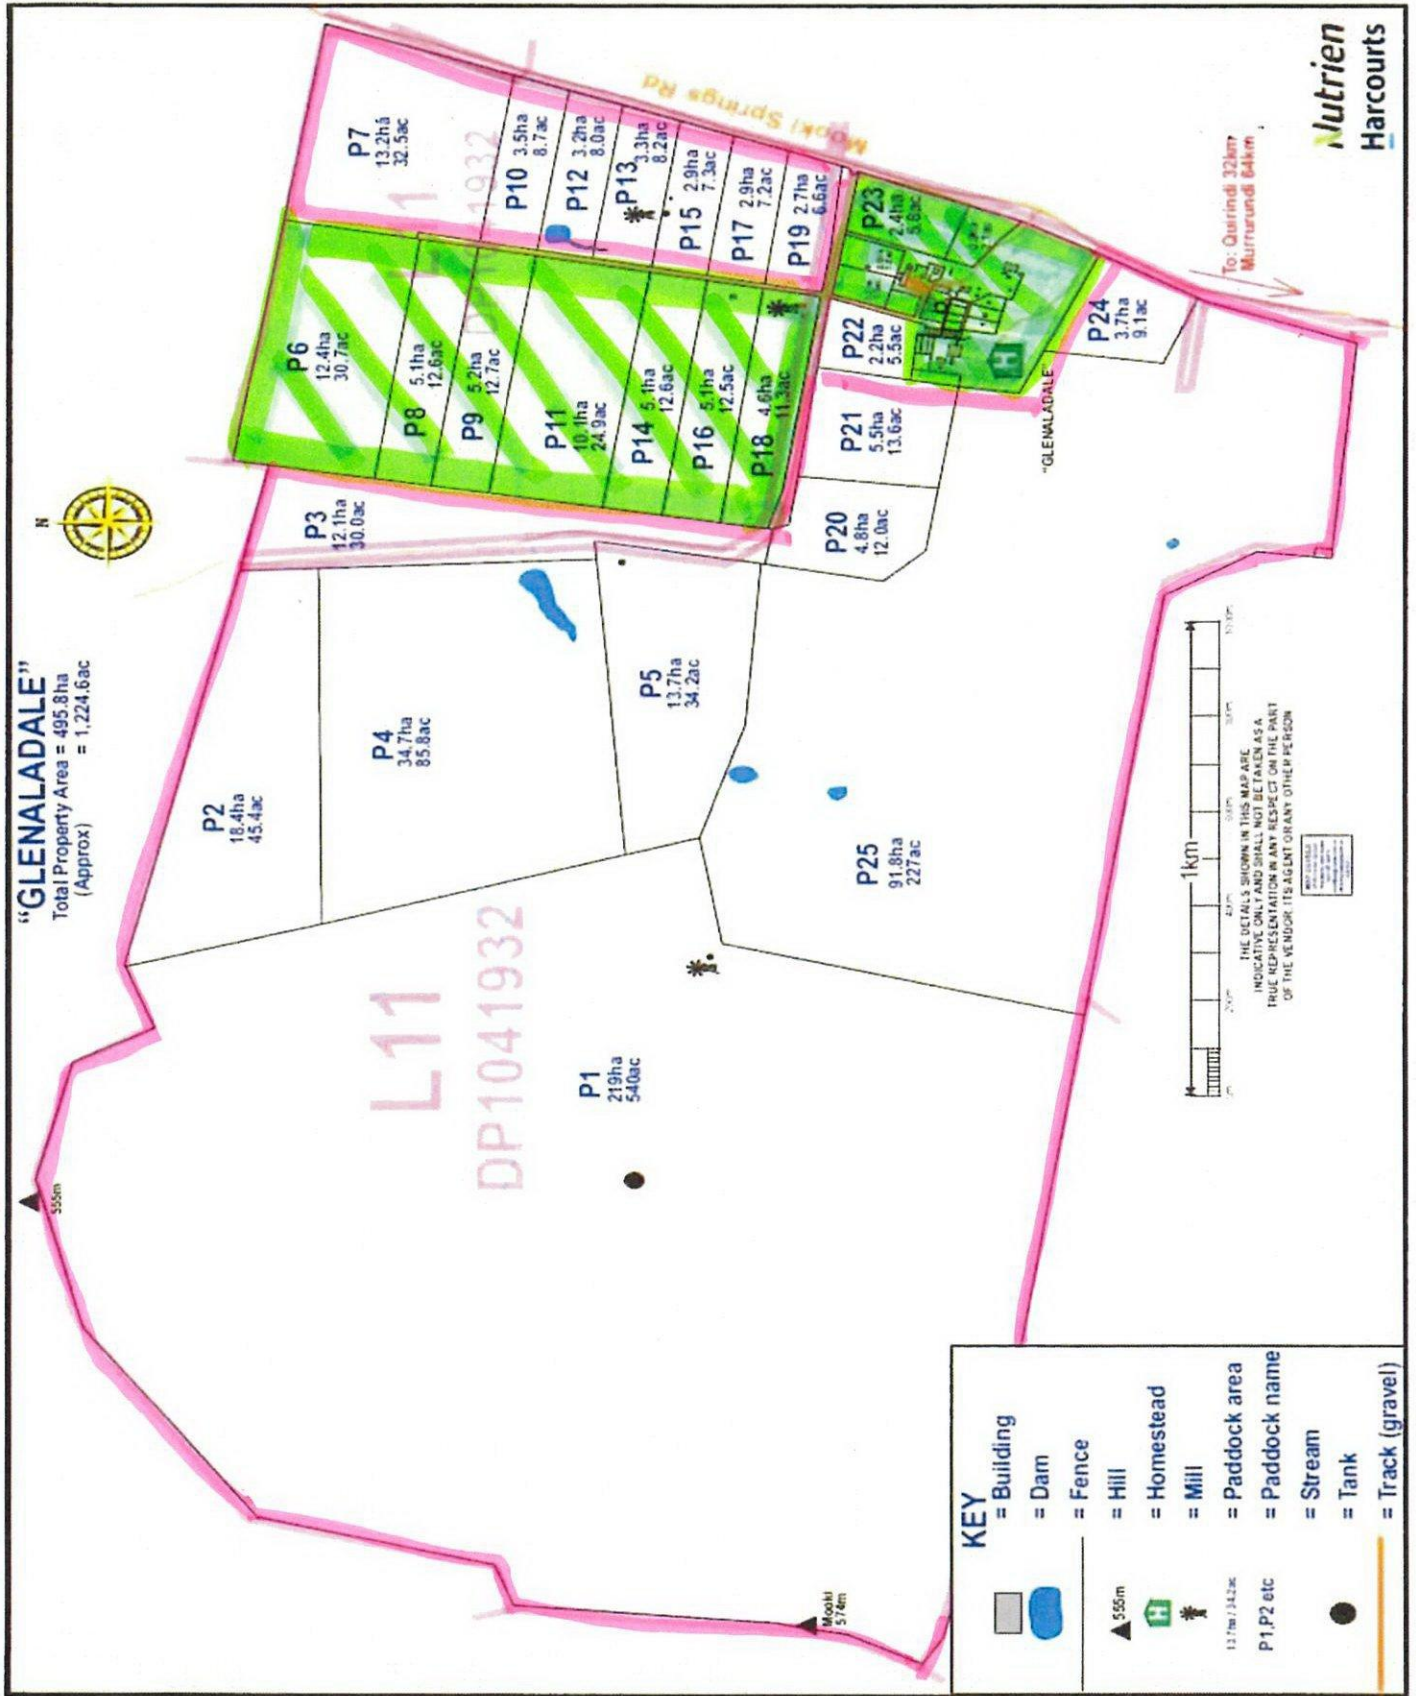 "GLENALADALE"
Total Property Area = 495.8ha
(Approx) = 1,224.6ac
N
555m
P2
18.4ha
45.4ac
P3
12.1ha
30.0ac
P4
34.7ha
85.8ac
P5
13.7ha
34.2ac
P6
12.4ha
30.7ac
P7
13.2ha
32.5ac
P8
5.1ha
12.6ac
P9
5.2ha
12.7ac
P10
3.5ha
8.7ac
P11
10.1ha
24.9ac
P12
3.2ha
8.0ac
P13
3.3ha
8.2ac
P14
5.1ha
12.6ac
P15
2.9ha
7.3ac
P16
5.1ha
12.5ac
P17
2.9ha
7.2ac
P18
4.6ha
11.3ac
P19
2.7ha
6.6ac
Mooki Springs Rd
L11
DP1041932
P1
219ha
540ac
P20
4.8ha
12.0ac
P21
5.5ha
13.6ac
P22
2.2ha
5.5ac
P23
2.4ha
5.8ac
H
P24
3.7ha
9.1ac
"GLENALADALE"
P25
91.8ha
227ac
Mooki
574m
To: Quirindi 32km
Murrurundi 64km
1km
THE DETAILS SHOWN IN THIS MAP ARE
INDICATIVE ONLY AND SHALL NOT BE TAKEN AS A
TRUE REPRESENTATION IN ANY RESPECT ON THE PART
OF THE VENDOR, ITS AGENT OR ANY OTHER PERSON
KEY
= Building
= Dam
= Fence
555m = Hill
H = Homestead
= Mill
13.7ha / 34.2ac = Paddock area
P1,P2 etc = Paddock name
= Stream
= Tank
= Track (gravel)
Nutrien
Harcourts